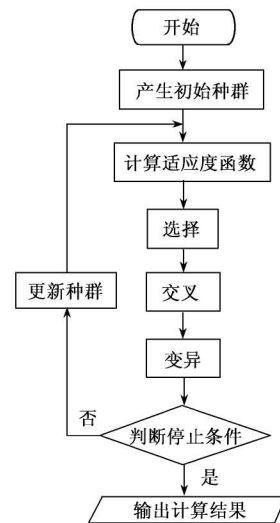 开始
产生初始种群
计算适应度函数
选择
更新种群
交叉
变异
否
判断停止条件
是
输出计算结果